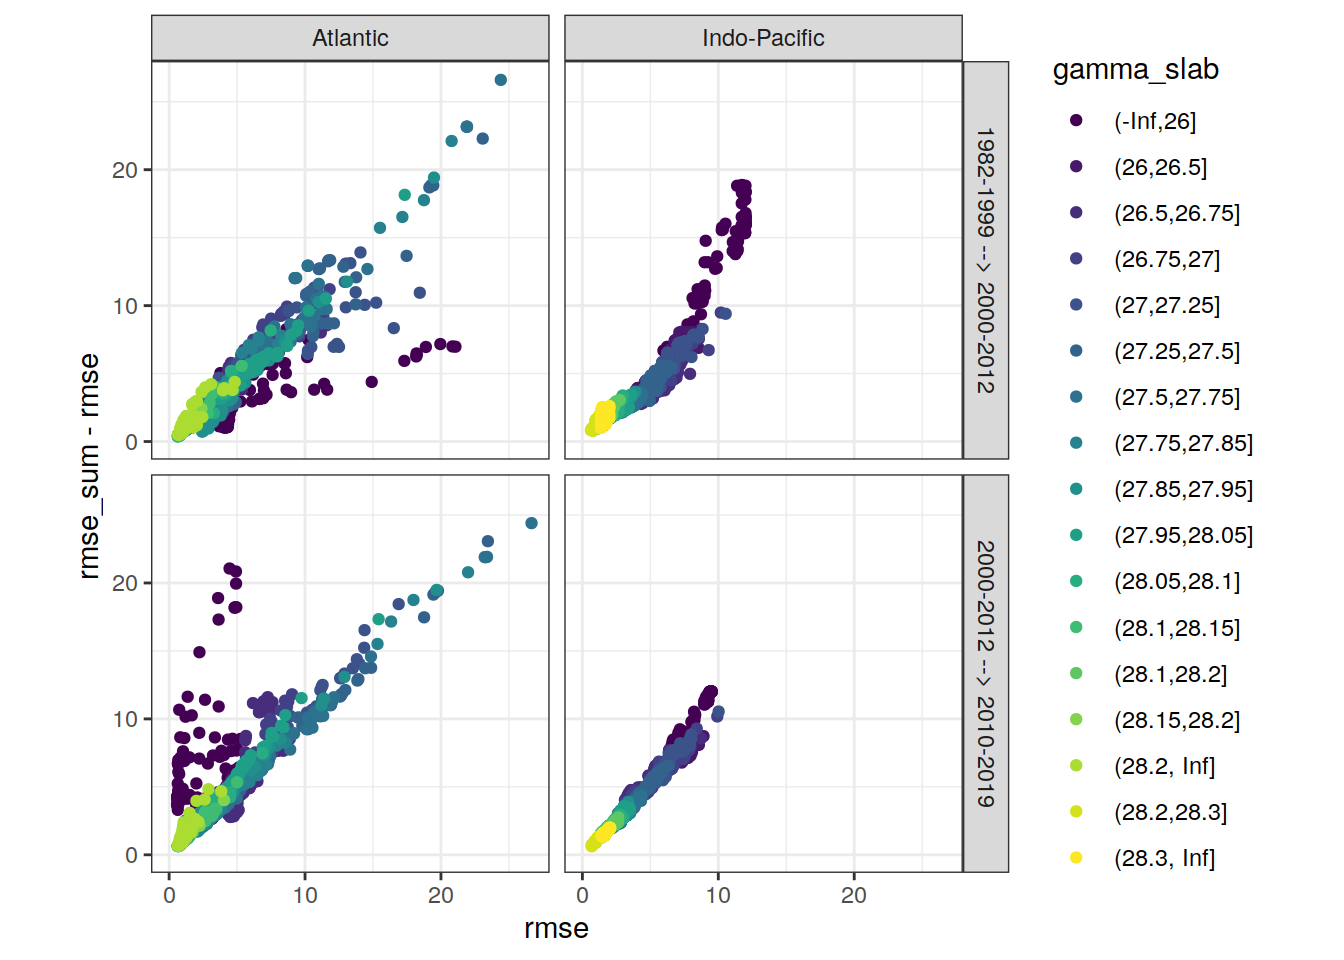 Atlantic
Indo-Pacific
20
10
0
1982-1999 --> 2000-2012
20
10
0
2000-2012 --> 2010-2019
0
10
20
0
10
20
rmse
rmse_sum - rmse
gamma_slab
(-Inf,26]
(26,26.5]
(26.5,26.75]
(26.75,27]
(27,27.25]
(27.25,27.5]
(27.5,27.75]
(27.75,27.85]
(27.85,27.95]
(27.95,28.05]
(28.05,28.1]
(28.1,28.15]
(28.1,28.2]
(28.15,28.2]
(28.2, Inf]
(28.2,28.3]
(28.3, Inf]